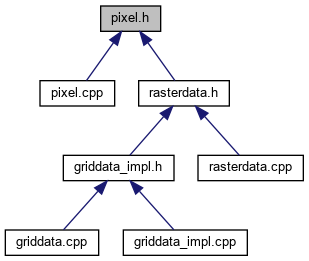 pixel.h
pixel.cpp
rasterdata.h
griddata_impl.h
rasterdata.cpp
griddata.cpp
griddata_impl.cpp